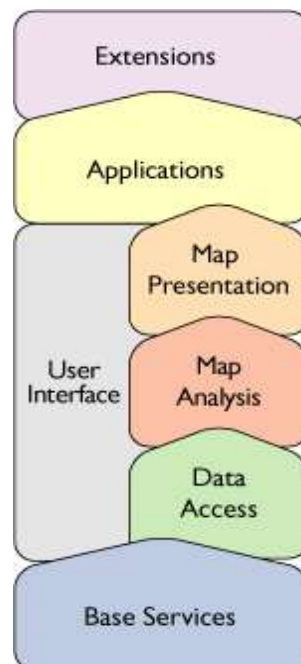 Extensions
Applications
Map
Presentation
User
Interface
Map
Analysis
Data
Access
Base Services